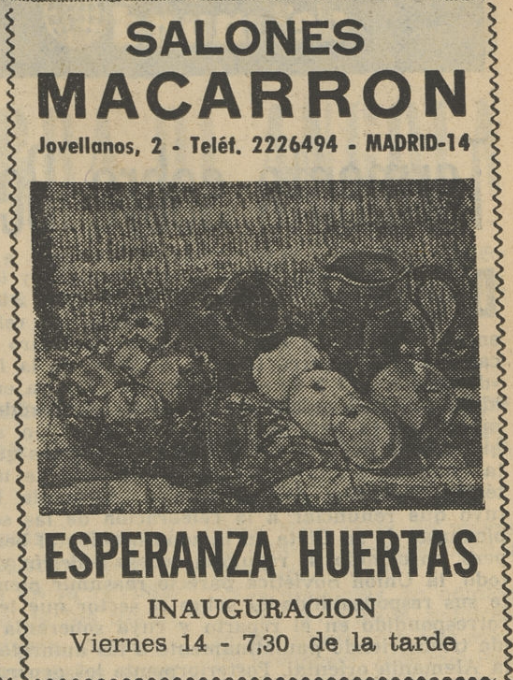 SALONES
MACARRON
Jovellanos, 2 - Teléf. 2226494 - MADRID-14
ESPERANZA HUERTAS
INAUGURACION
Viernes 14 - 7,30 de la tarde